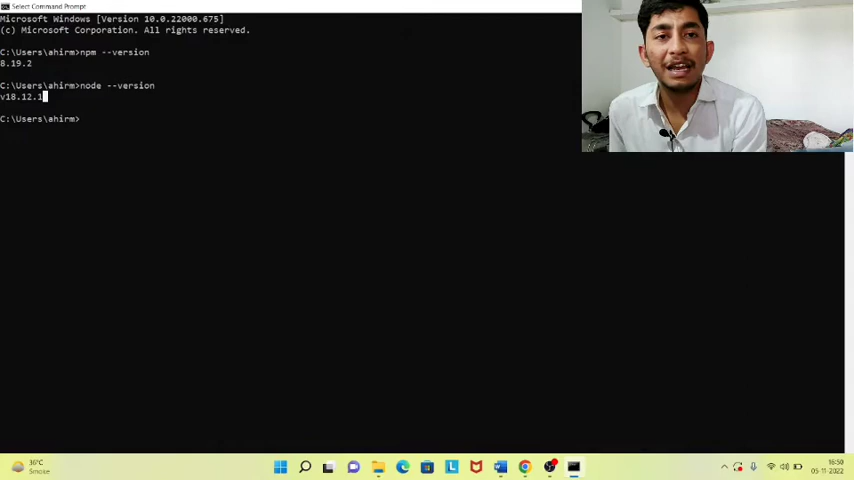 Select Command Prompt
Microsoft Windows [Version 10.0.22000.675]
(c) Microsoft Corporation. All rights reserved.
C:\Users\ahirm>npm --version
8.19.2
C:\Users\ahirm>node --version
v18.12.1
C:\Users\ahirm>
36°C
Smoke
L
W
16:50
05-11-2022